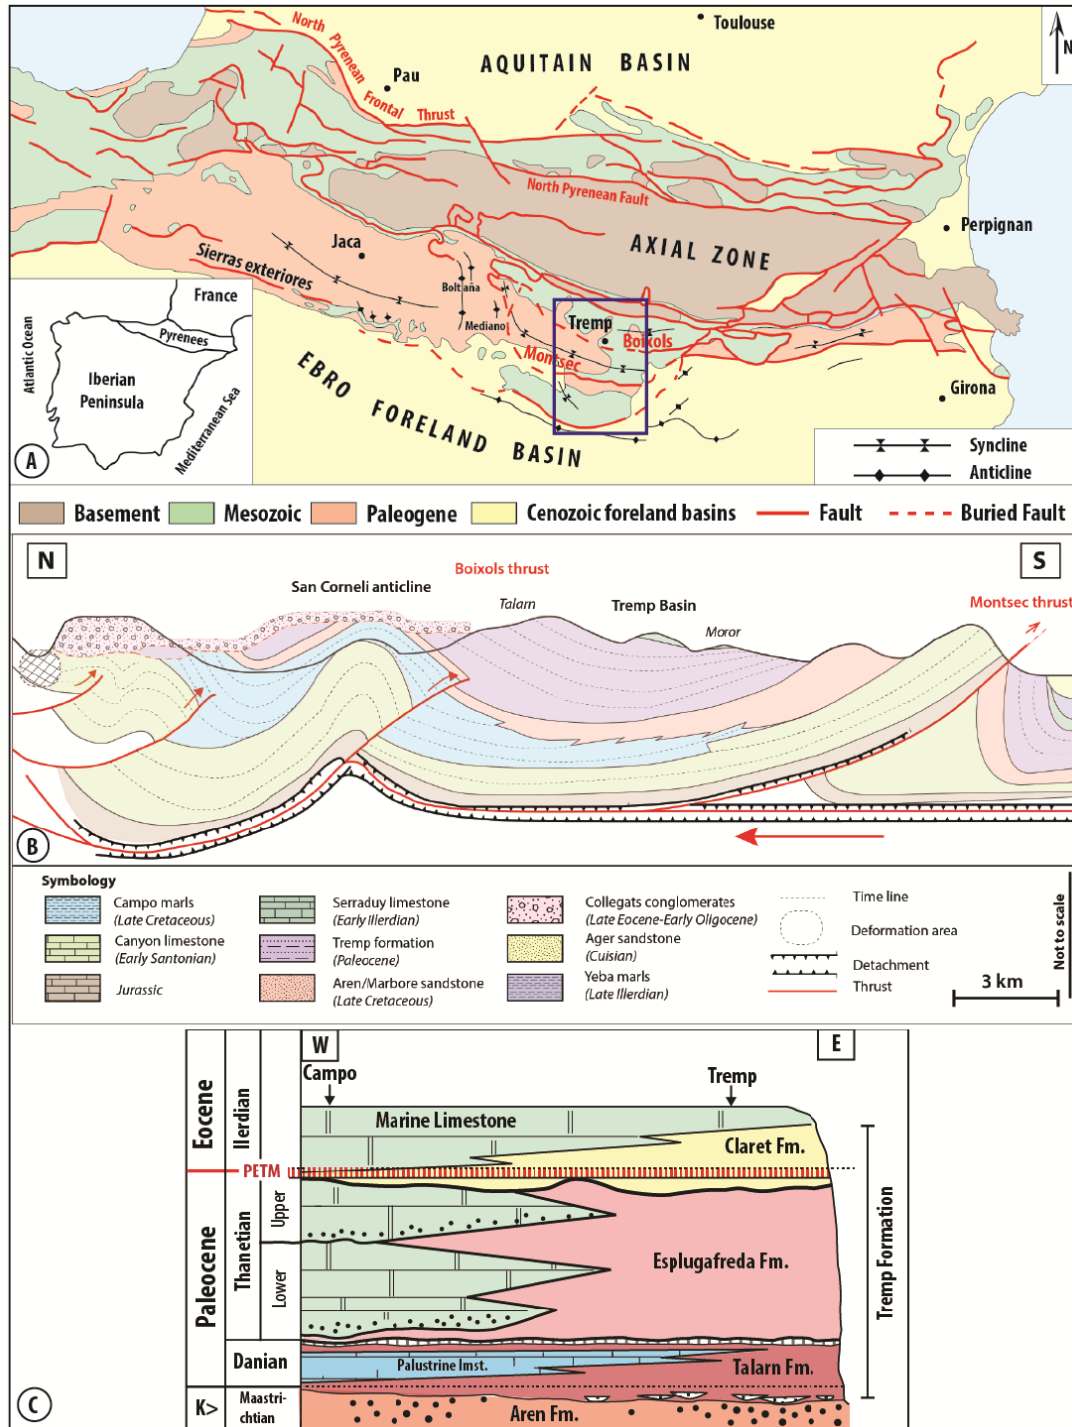 Toulouse
N
North Pyrenean Frontal Thrust
Pau
AQUITAIN BASIN
North Pyrenean Fault
AXIAL ZONE
Perpignan
Jaca
Sierras exteriores
Boltaña
Mediano
Tremp
Boixols
Montsec
EBRO FORELAND BASIN
Girona
France
Pyrenees
Atlantic Ocean
Iberian
Peninsula
Mediterranean Sea
A
Syncline
Anticline
Basement Mesozoic Paleogene Cenozoic foreland basins Fault Buried Fault
N
S
Boixols thrust
San Corneli anticline
Talarn
Tremp Basin
Moror
Montsec thrust
B
Symbology
Campo marls
(Late Cretaceous)
Canyon limestone
(Early Santonian)
Jurassic
Serraduy limestone
(Early Illerdian)
Tremp formation
(Paleocene)
Aren/Marbore sandstone
(Late Cretaceous)
Collegats conglomerates
(Late Eocene-Early Oligocene)
Ager sandstone
(Cuisian)
Yeba marls
(Late Illerdian)
Time line
Deformation area
Detachment
Thrust
Not to scale
3 km
W
E
Campo
Tremp
Eocene
Ilerdian
Marine Limestone
Claret Fm.
PETM
Paleocene
Thanetian
Upper
Lower
Esplugafreda Fm.
Tremp Formation
Danian
Palustrine lmst.
Talarn Fm.
K>
Maastri-
chtian
Aren Fm.
C